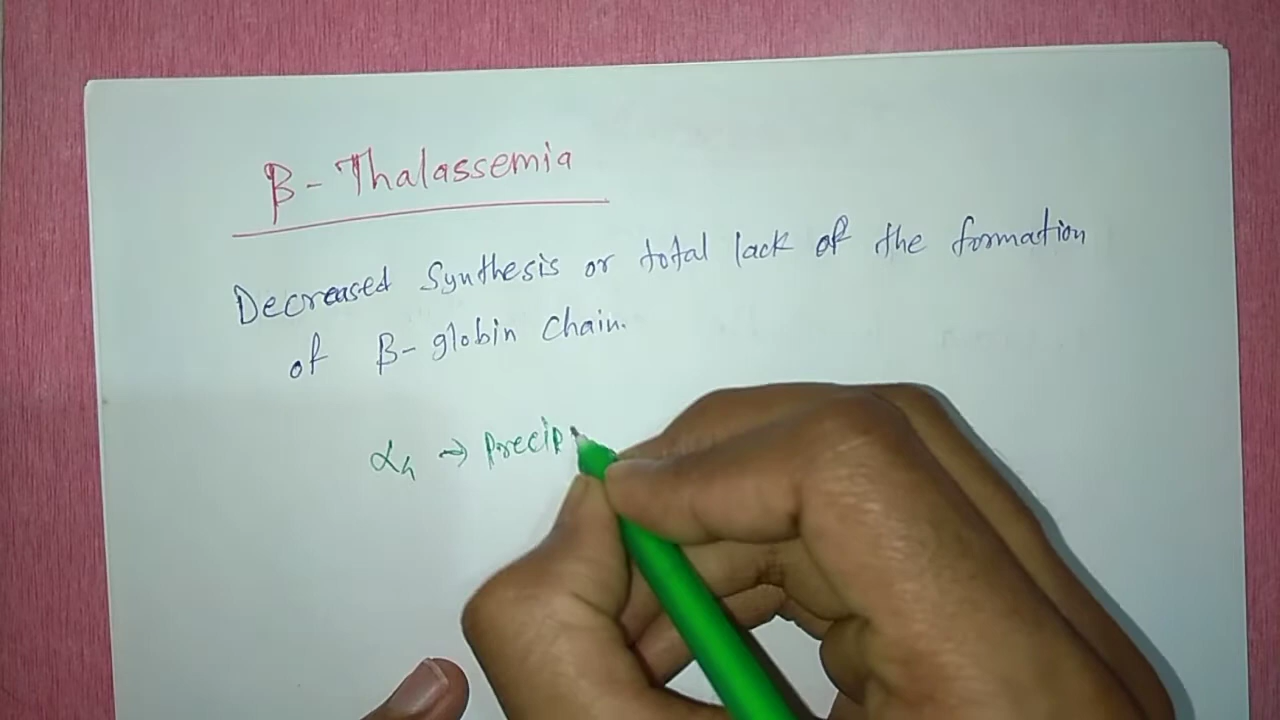 β - Thalassemia
Decreased Synthesis or total lack of the formation
of β- globin chain.
α₄ → Precip